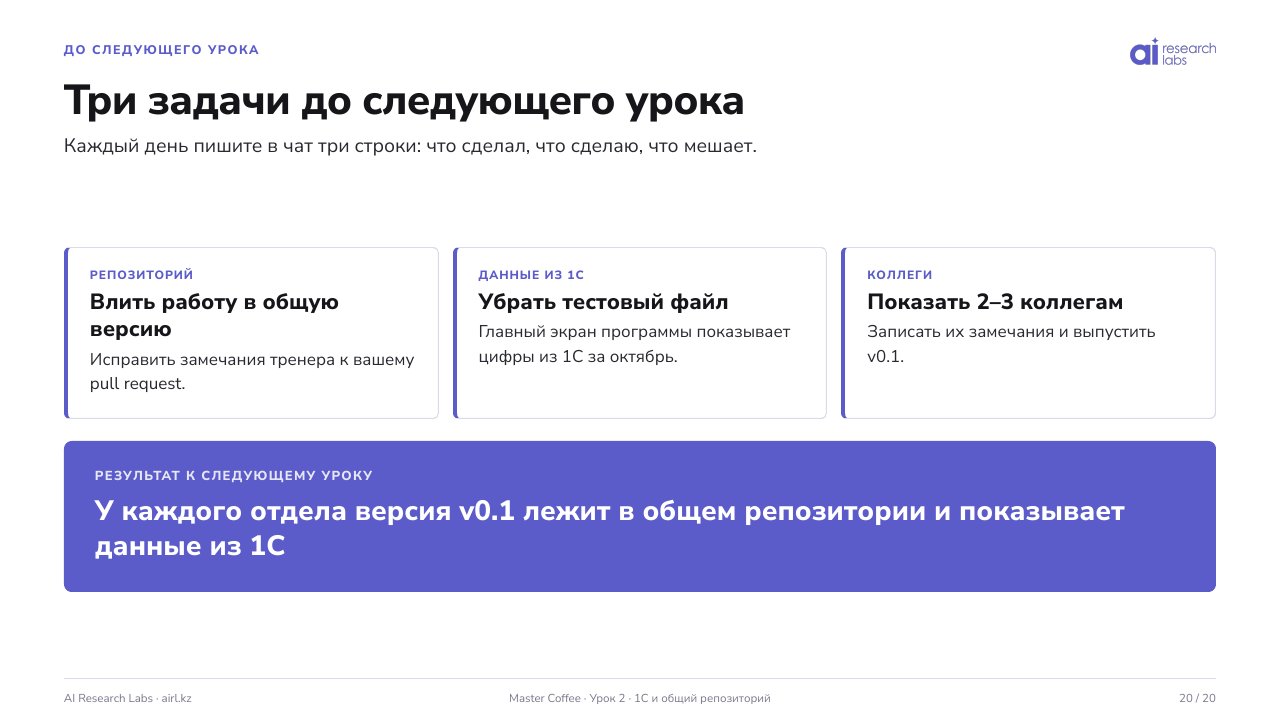 ДО СЛЕДУЮЩЕГО УРОКА
ai research labs
Три задачи до следующего урока
Каждый день пишите в чат три строки: что сделал, что сделаю, что мешает.
РЕПОЗИТОРИЙ
Влить работу в общую
версию
Исправить замечания тренера к вашему
pull request.
ДАННЫЕ ИЗ 1С
Убрать тестовый файл
Главный экран программы показывает
цифры из 1С за октябрь.
КОЛЛЕГИ
Показать 2–3 коллегам
Записать их замечания и выпустить
v0.1.
РЕЗУЛЬТАТ К СЛЕДУЮЩЕМУ УРОКУ
У каждого отдела версия v0.1 лежит в общем репозитории и показывает
данные из 1С
AI Research Labs · airl.kz
Master Coffee · Урок 2 · 1С и общий репозиторий
20 / 20